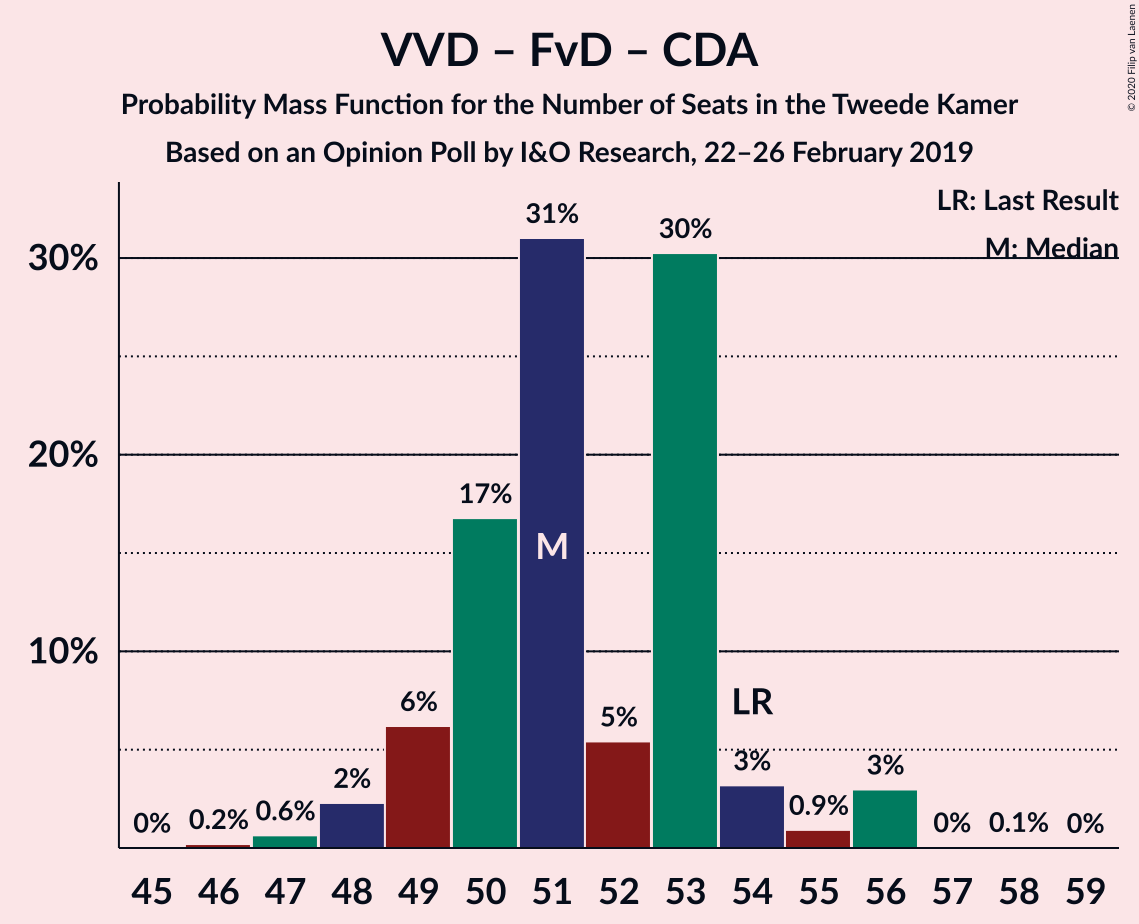 VVD – FvD – CDA
Probability Mass Function for the Number of Seats in the Tweede Kamer
Based on an Opinion Poll by I&O Research, 22–26 February 2019
© 2020 Filip van Laenen
LR: Last Result
M: Median
30%
20%
10%
0%
0.2%
0.6%
2%
6%
17%
31%
M
5%
30%
LR
3%
0.9%
3%
0%
0.1%
0%
45 46 47 48 49 50 51 52 53 54 55 56 57 58 59